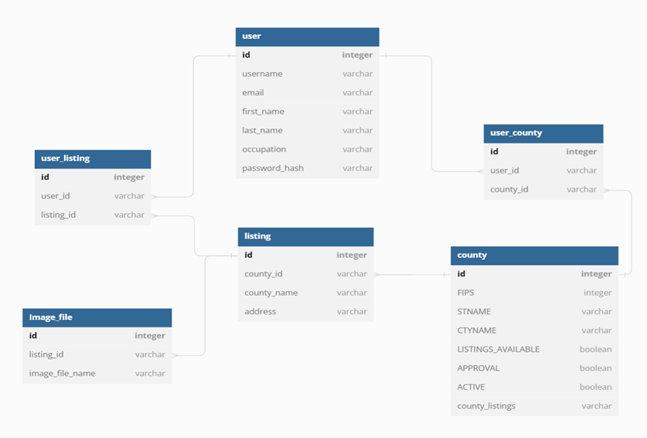 user
id integer
username varchar
email varchar
first_name varchar
last_name varchar
occupation varchar
password_hash varchar
user_county
id integer
user_id varchar
county_id varchar
user_listing
id integer
user_id varchar
listing_id varchar
listing
id integer
county_id varchar
county_name varchar
address varchar
county
id integer
FIPS integer
STNAME varchar
CTYNAME varchar
LISTINGS_AVAILABLE boolean
APPROVAL boolean
ACTIVE boolean
county_listings varchar
Image_file
id integer
listing_id varchar
image_file_name varchar